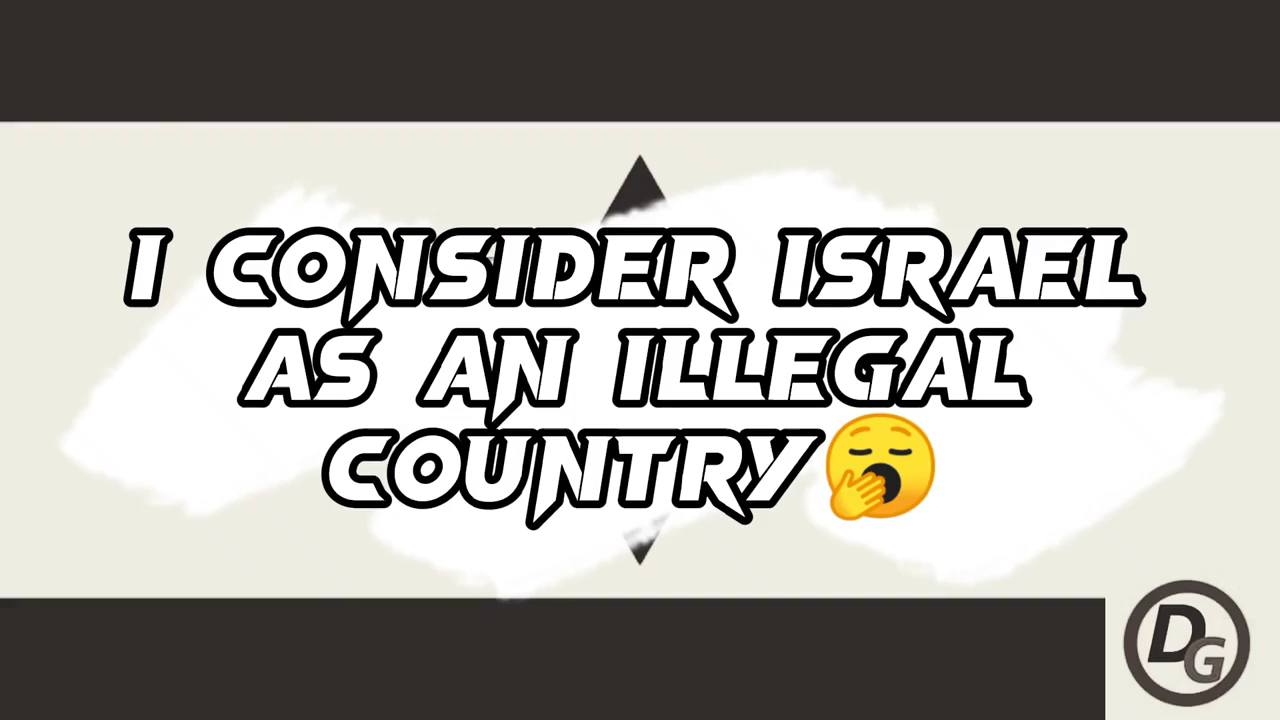 I CONSIDER ISRAEL
AS AN ILLEGAL
COUNTRY🥱
DG